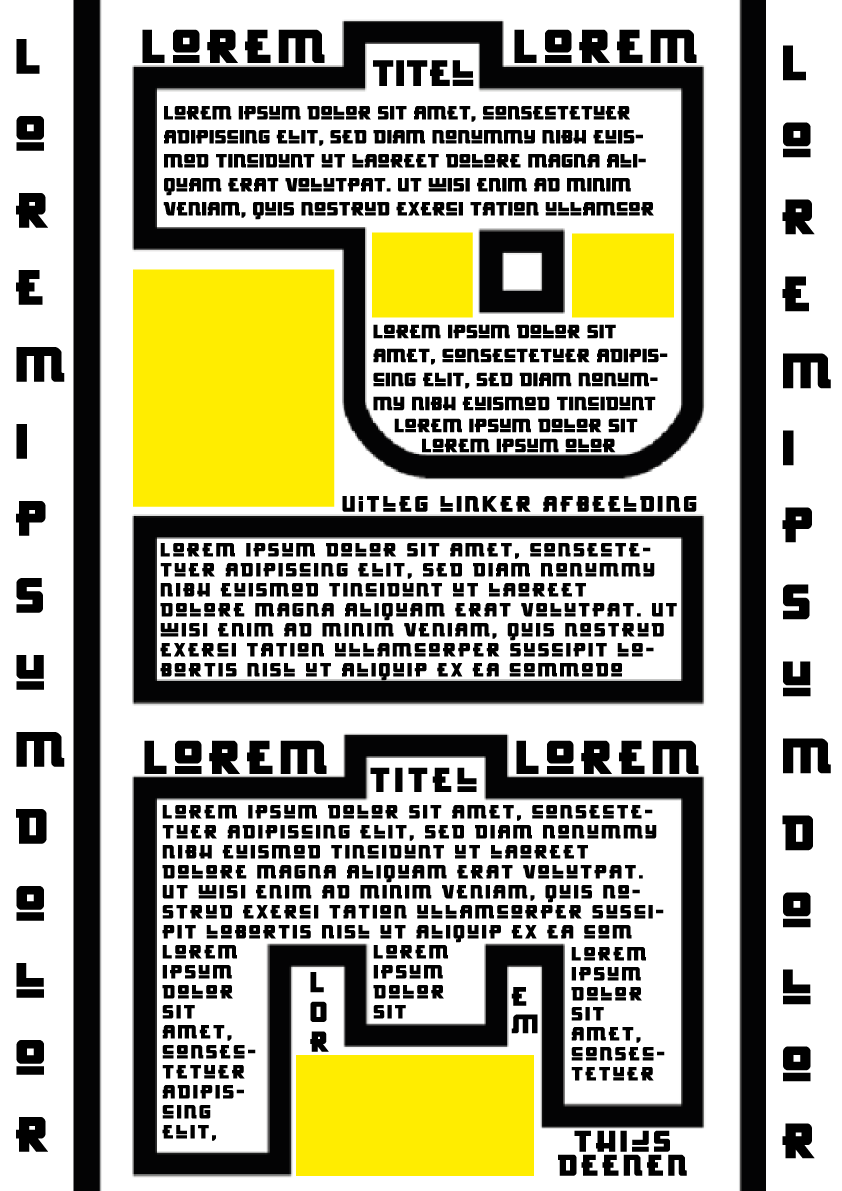 LOREM IPSUM DOLOR
LOREM
LOREM
TITEL
LOREM IPSUM DOLOR SIT AMET, CONSECTETUER
ADIPISCING ELIT, SED DIAM NONUMMY NIBH EUIS-
MOD TINCIDUNT UT LAOREET DOLORE MAGNA ALI-
QUAM ERAT VOLUTPAT. UT WISI ENIM AD MINIM
VENIAM, QUIS NOSTRUD EXERCI TATION ULLAMCOR
LOREM IPSUM DOLOR SIT
AMET, CONSECTETUER ADIPIS-
CING ELIT, SED DIAM NONUM-
MY NIBH EUISMOD TINCIDUNT
LOREM IPSUM DOLOR SIT
LOREM IPSUM OLOR
UiTLEG LINKER AFBEELDING
LOREM IPSUM DOLOR SIT AMET, CONSECTE-
TUER ADIPISCING ELIT, SED DIAM NONUMMY
NIBH EUISMOD TINCIDUNT UT LAOREET
DOLORE MAGNA ALIQUAM ERAT VOLUTPAT. UT
WISI ENIM AD MINIM VENIAM, QUIS NOSTRUD
EXERCI TATION ULLAMCORPER SUSCIPIT LO-
BORTIS NISL UT ALIQUIP EX EA COMMODO
LOREM
LOREM
TITEL
LOREM IPSUM DOLOR SIT AMET, CONSECTE-
TUER ADIPISCING ELIT, SED DIAM NONUMMY
NIBH EUISMOD TINCIDUNT UT LAOREET
DOLORE MAGNA ALIQUAM ERAT VOLUTPAT.
UT WISI ENIM AD MINIM VENIAM, QUIS NO-
STRUD EXERCI TATION ULLAMCORPER SUSCI-
PIT LOBORTIS NISL UT ALIQUIP EX EA COM
LOREM
IPSUM
DOLOR
SIT
AMET,
CONSEC-
TETUER
ADIPIS-
CING
ELIT,
LOR
LOREM
IPSUM
DOLOR
SIT
EM
LOREM
IPSUM
DOLOR
SIT
AMET,
CONSEC-
TETUER
THIJS
DEENEN
LOREM IPSUM DOLOR